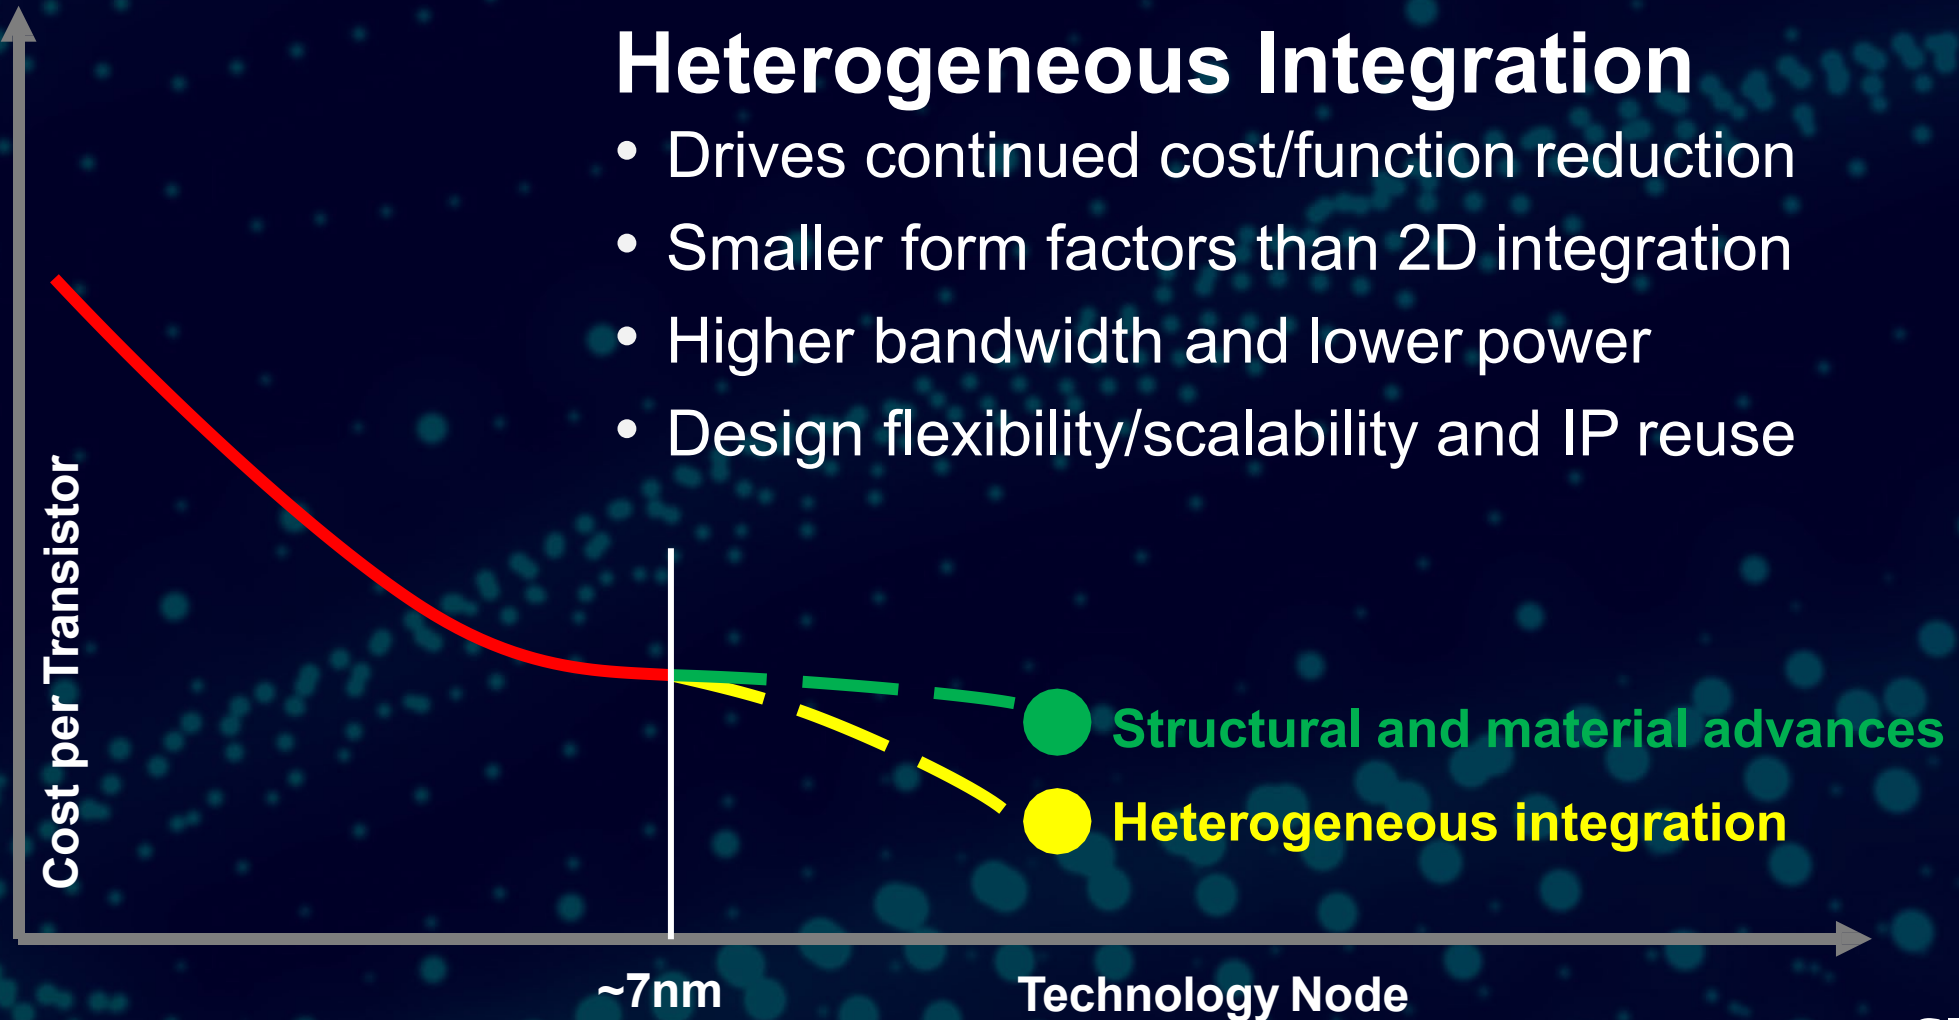 Heterogeneous Integration
• Drives continued cost/function reduction
• Smaller form factors than 2D integration
• Higher bandwidth and lower power
• Design flexibility/scalability and IP reuse
Cost per Transistor
Structural and material advances
Heterogeneous integration
~7nm
Technology Node